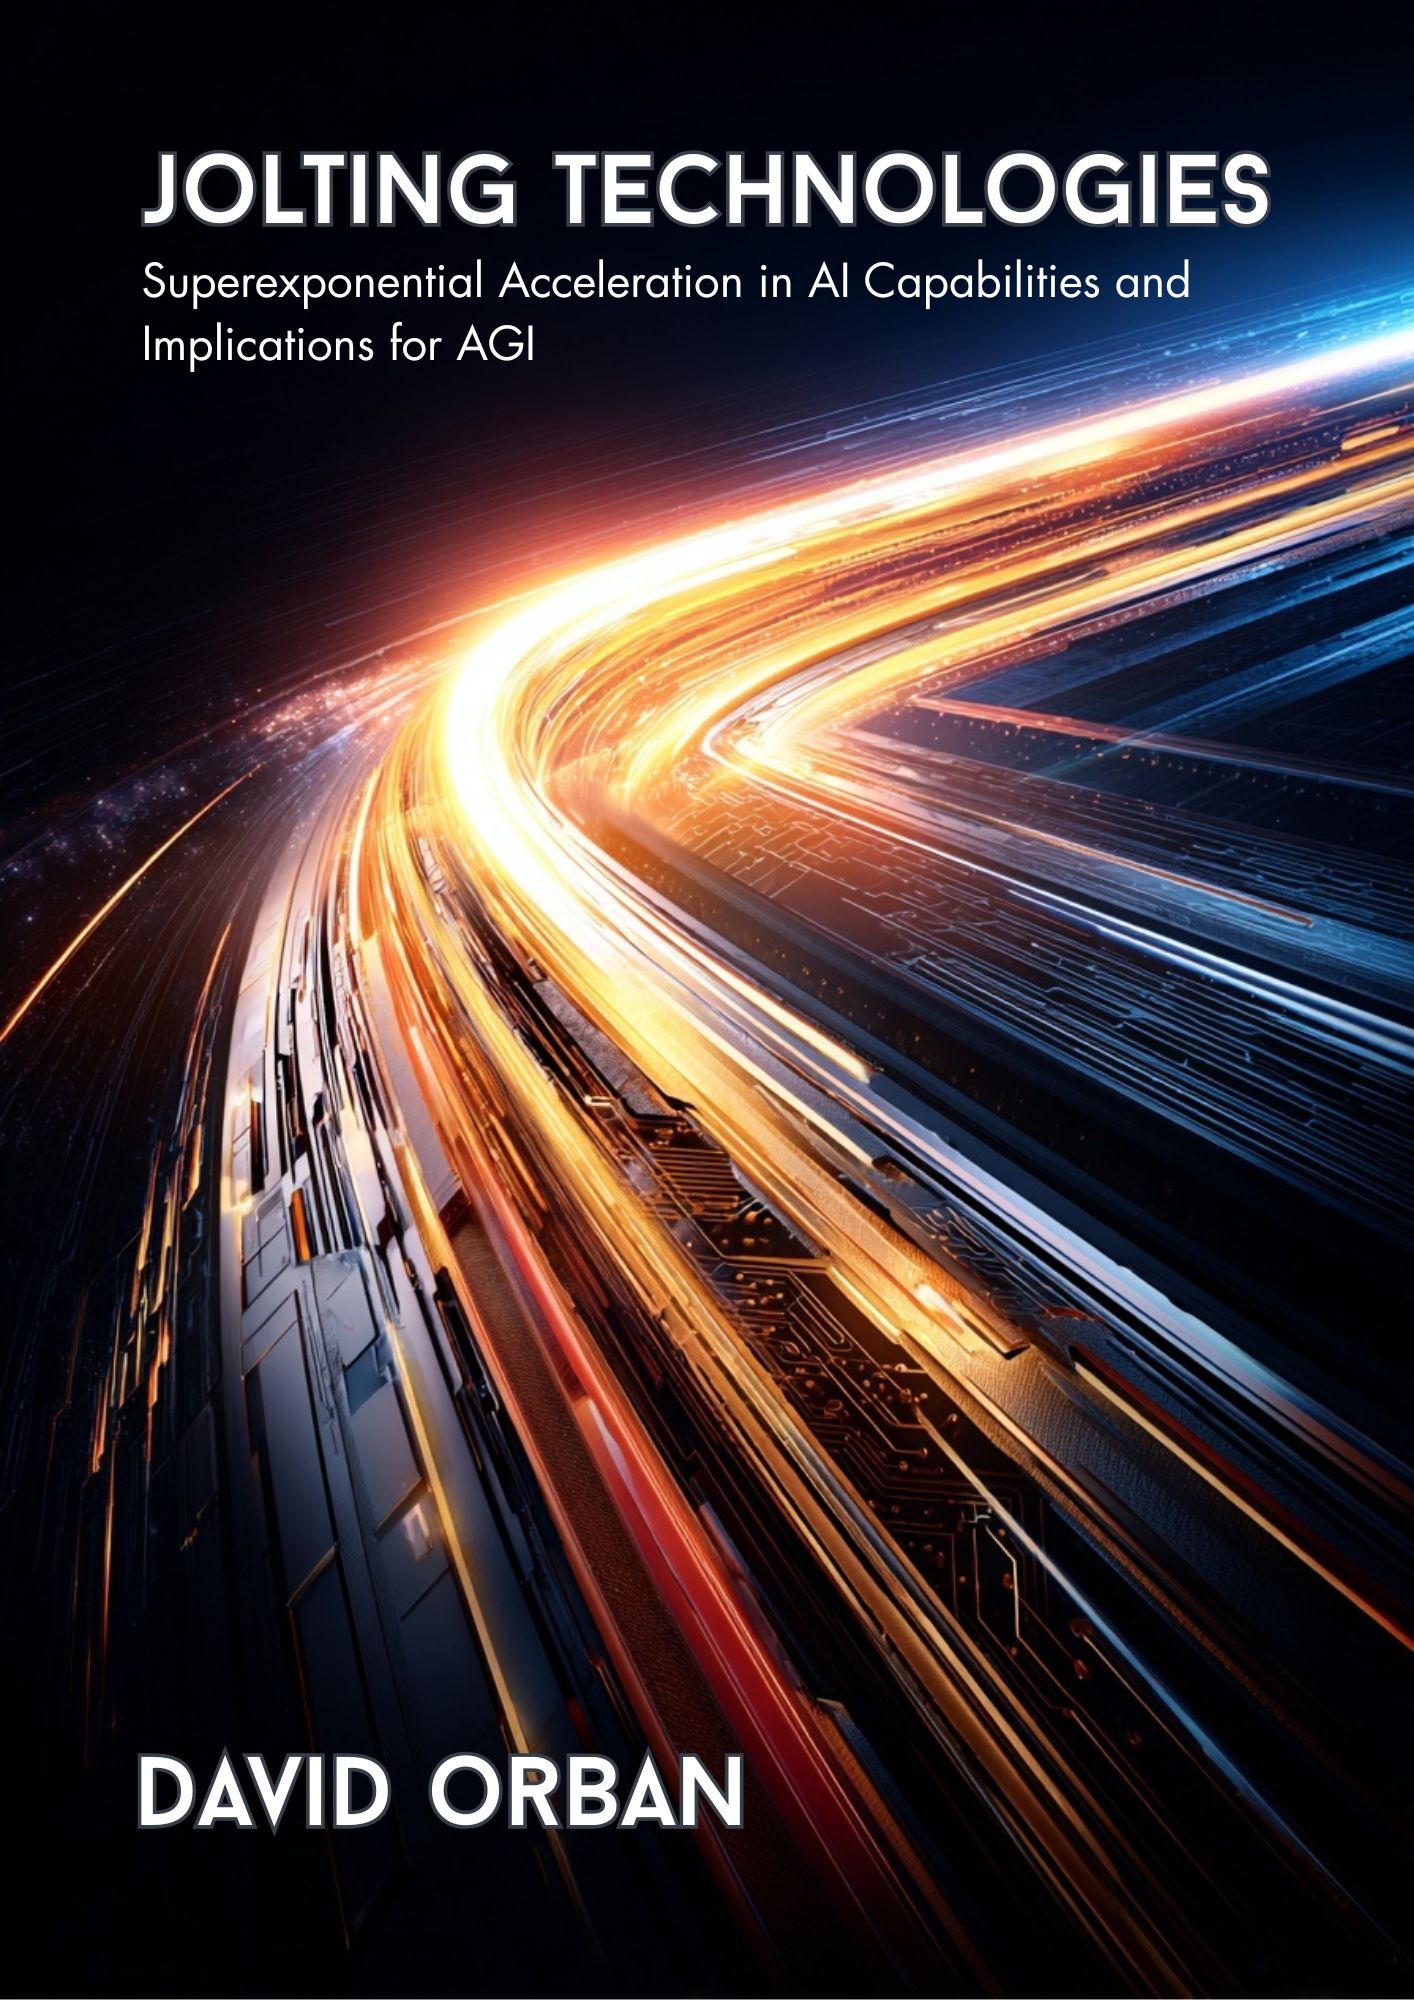 JOLTING TECHNOLOGIES
Superexponential Acceleration in AI Capabilities and
Implications for AGI
DAVID ORBAN